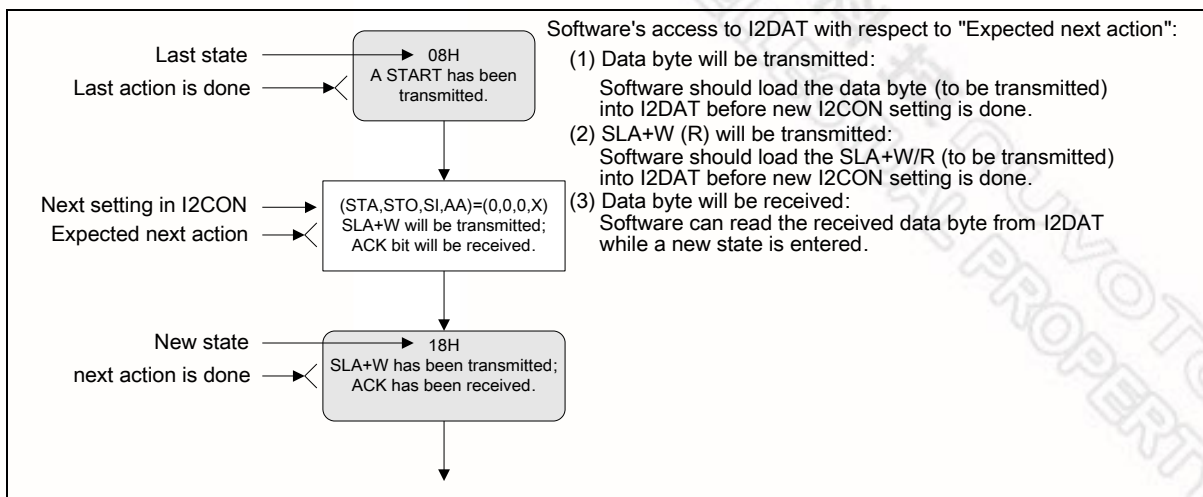 Last state
Last action is done
08H
A START has been
transmitted.
Next setting in I2CON
Expected next action
(STA,STO,SI,AA)=(0,0,0,X)
SLA+W will be transmitted;
ACK bit will be received.
New state
next action is done
18H
SLA+W has been transmitted;
ACK has been received.
Software's access to I2DAT with respect to "Expected next action":
(1) Data byte will be transmitted:
Software should load the data byte (to be transmitted)
into I2DAT before new I2CON setting is done.
(2) SLA+W (R) will be transmitted:
Software should load the SLA+W/R (to be transmitted)
into I2DAT before new I2CON setting is done.
(3) Data byte will be received:
Software can read the received data byte from I2DAT
while a new state is entered.